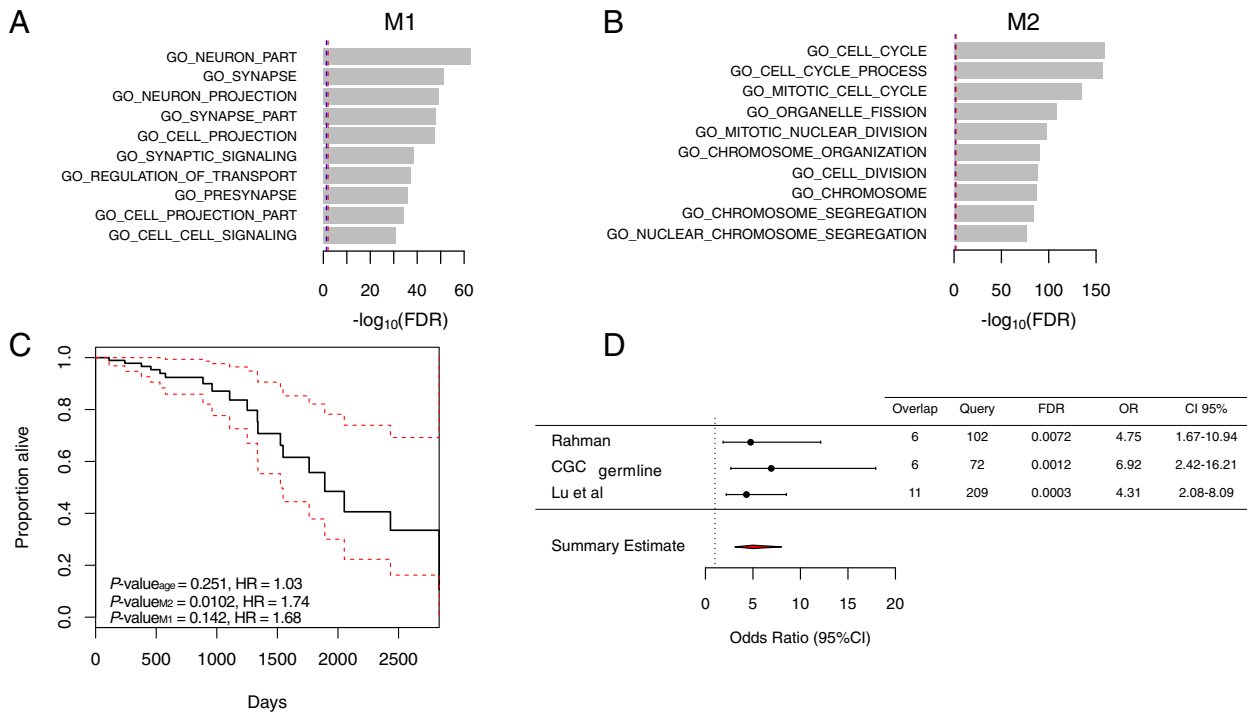 A
M1
GO_NEURON_PART
GO_SYNAPSE
GO_NEURON_PROJECTION
GO_SYNAPSE_PART
GO_CELL_PROJECTION
GO_SYNAPTIC_SIGNALING
GO_REGULATION_OF_TRANSPORT
GO_PRESYNAPSE
GO_CELL_PROJECTION_PART
GO_CELL_CELL_SIGNALING
0 20 40 60
-log₁₀(FDR)
B
M2
GO_CELL_CYCLE
GO_CELL_CYCLE_PROCESS
GO_MITOTIC_CELL_CYCLE
GO_ORGANELLE_FISSION
GO_MITOTIC_NUCLEAR_DIVISION
GO_CHROMOSOME_ORGANIZATION
GO_CELL_DIVISION
GO_CHROMOSOME
GO_CHROMOSOME_SEGREGATION
GO_NUCLEAR_CHROMOSOME_SEGREGATION
0 50 100 150
-log₁₀(FDR)
C
Proportion alive
1.0
0.8
0.6
0.4
0.2
0.0
P-valueage = 0.251, HR = 1.03
P-valueM2 = 0.0102, HR = 1.74
P-valueM1 = 0.142, HR = 1.68
0 500 1000 1500 2000 2500
Days
D
Overlap Query FDR OR CI 95%
Rahman 6 102 0.0072 4.75 1.67-10.94
CGC germline 6 72 0.0012 6.92 2.42-16.21
Lu et al 11 209 0.0003 4.31 2.08-8.09
Summary Estimate
0 5 10 15 20
Odds Ratio (95%CI)